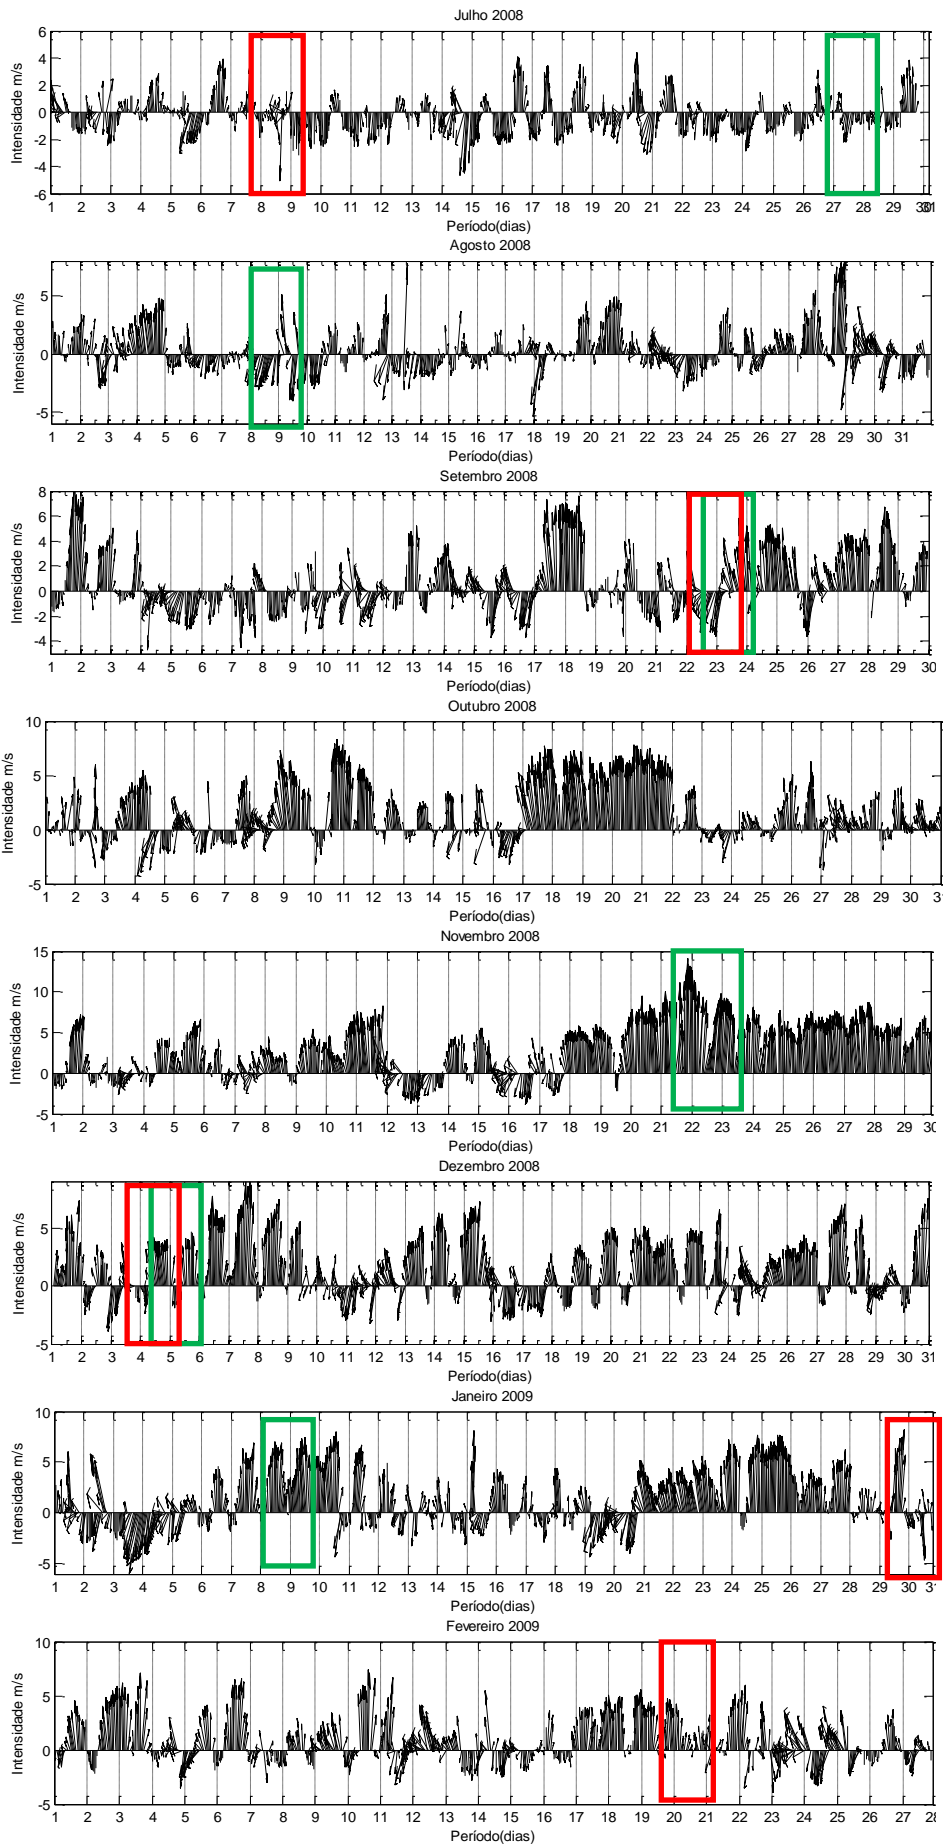 Julho 2008
6
4
2
0
-2
-4
-6
Intensidade m/s
1 2 3 4 5 6 7 8 9 10 11 12 13 14 15 16 17 18 19 20 21 22 23 24 25 26 27 28 29 30 31
Período(dias)
Agosto 2008
5
0
-5
Intensidade m/s
1 2 3 4 5 6 7 8 9 10 11 12 13 14 15 16 17 18 19 20 21 22 23 24 25 26 27 28 29 30 31
Período(dias)
Setembro 2008
8
6
4
2
0
-2
-4
Intensidade m/s
1 2 3 4 5 6 7 8 9 10 11 12 13 14 15 16 17 18 19 20 21 22 23 24 25 26 27 28 29 30
Período(dias)
Outubro 2008
10
5
0
-5
Intensidade m/s
1 2 3 4 5 6 7 8 9 10 11 12 13 14 15 16 17 18 19 20 21 22 23 24 25 26 27 28 29 30 31
Período(dias)
Novembro 2008
15
10
5
0
-5
Intensidade m/s
1 2 3 4 5 6 7 8 9 10 11 12 13 14 15 16 17 18 19 20 21 22 23 24 25 26 27 28 29 30
Período(dias)
Dezembro 2008
5
0
-5
Intensidade m/s
1 2 3 4 5 6 7 8 9 10 11 12 13 14 15 16 17 18 19 20 21 22 23 24 25 26 27 28 29 30 31
Período(dias)
Janeiro 2009
10
5
0
-5
Intensidade m/s
1 2 3 4 5 6 7 8 9 10 11 12 13 14 15 16 17 18 19 20 21 22 23 24 25 26 27 28 29 30 31
Período(dias)
Fevereiro 2009
10
5
0
-5
Intensidade m/s
1 2 3 4 5 6 7 8 9 10 11 12 13 14 15 16 17 18 19 20 21 22 23 24 25 26 27 28
Período(dias)